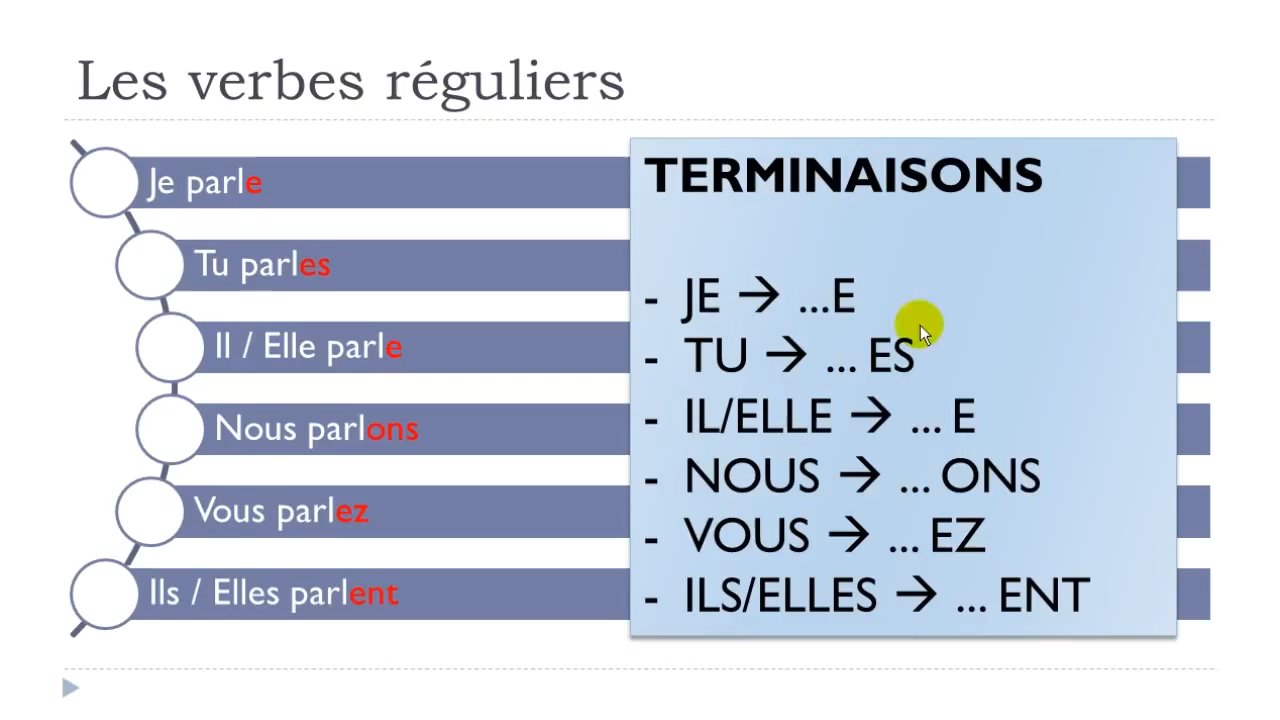 Les verbes réguliers
Je parle
Tu parles
Il / Elle parle
Nous parlons
Vous parlez
Ils / Elles parlent
TERMINAISONS
- JE → ...E
- TU → ... ES
- IL/ELLE → ... E
- NOUS → ... ONS
- VOUS → ... EZ
- ILS/ELLES → ... ENT